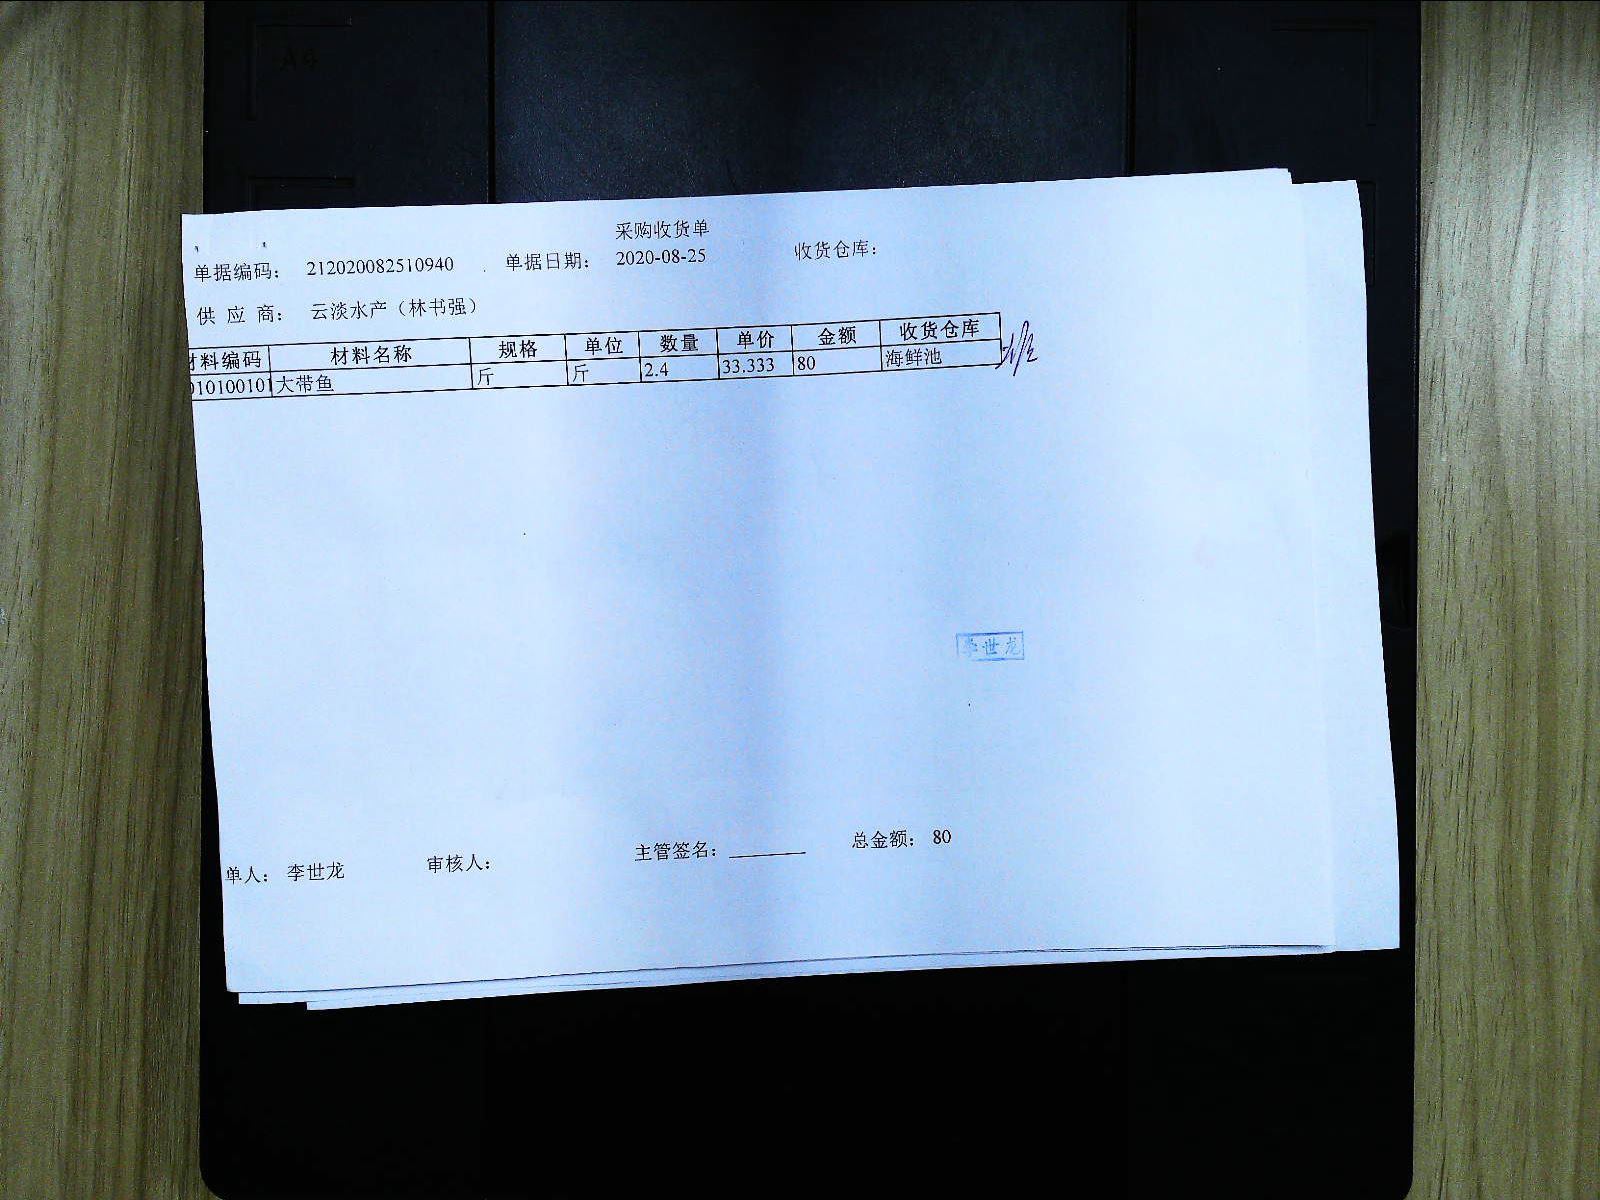 A4
采购收货单
单据编码: 212020082510940 单据日期: 2020-08-25 收货仓库:
供 应 商: 云淡水产（林书强）
材料编码 材料名称 规格 单位 数量 单价 金额 收货仓库
010100101 大带鱼 斤 斤 2.4 33.333 80 海鲜池
李世龙
单人: 李世龙 审核人: 主管签名: 总金额: 80